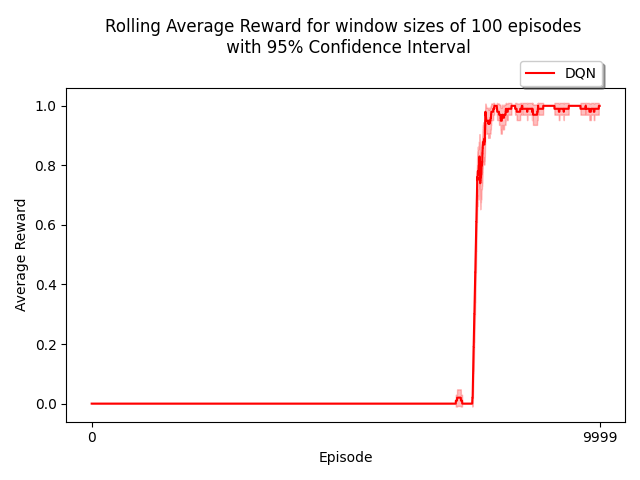 Rolling Average Reward for window sizes of 100 episodes
with 95% Confidence Interval
DQN
1.0
0.8
0.6
0.4
0.2
0.0
Average Reward
0
9999
Episode